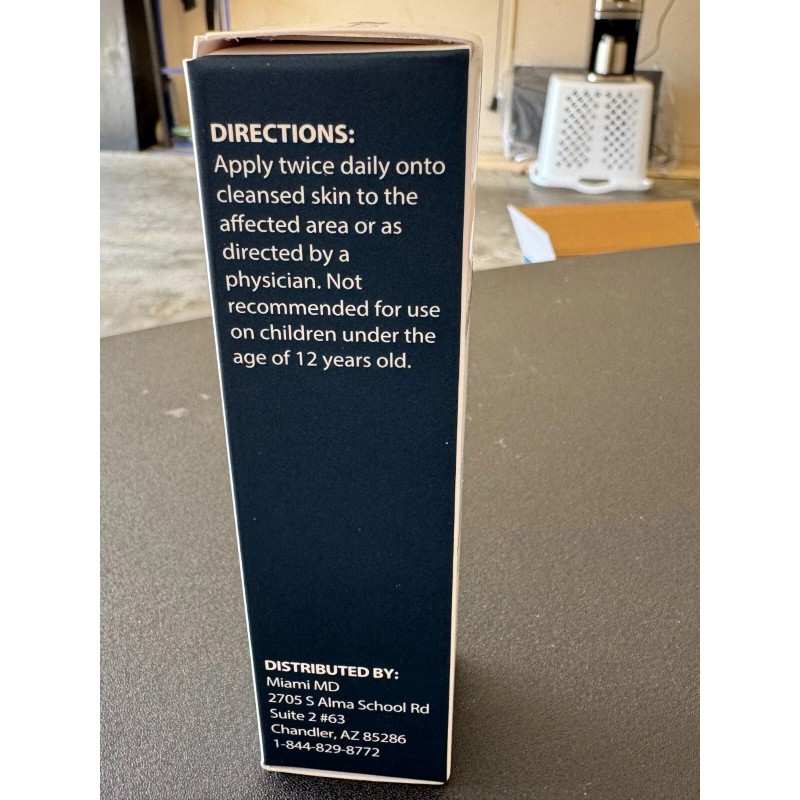 DIRECTIONS:
Apply twice daily onto
cleansed skin to the
affected area or as
directed by a
physician. Not
recommended for use
on children under the
age of 12 years old.
DISTRIBUTED BY:
Miami MD
2705 S Alma School Rd
Suite 2 #63
Chandler, AZ 85286
1-844-829-8772